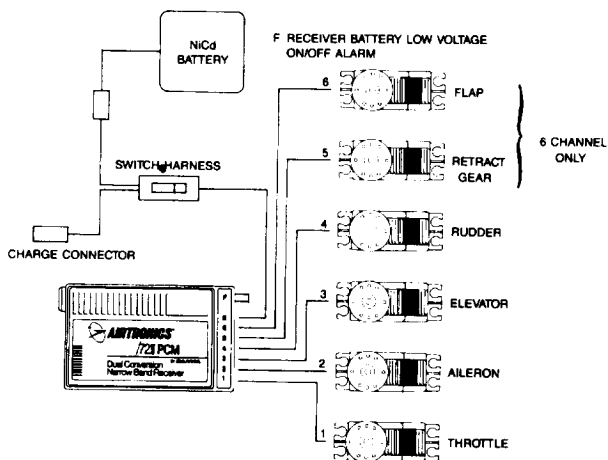 NiCd
BATTERY
F RECEIVER BATTERY LOW VOLTAGE
ON/OFF ALARM
6
FLAP
5
RETRACT
GEAR
6 CHANNEL
ONLY
SWITCH HARNESS
4
RUDDER
CHARGE CONNECTOR
3
ELEVATOR
F
AIRTRONICS
PCM
Dual Conversion
Narrow Band Receiver
2
AILERON
1
THROTTLE